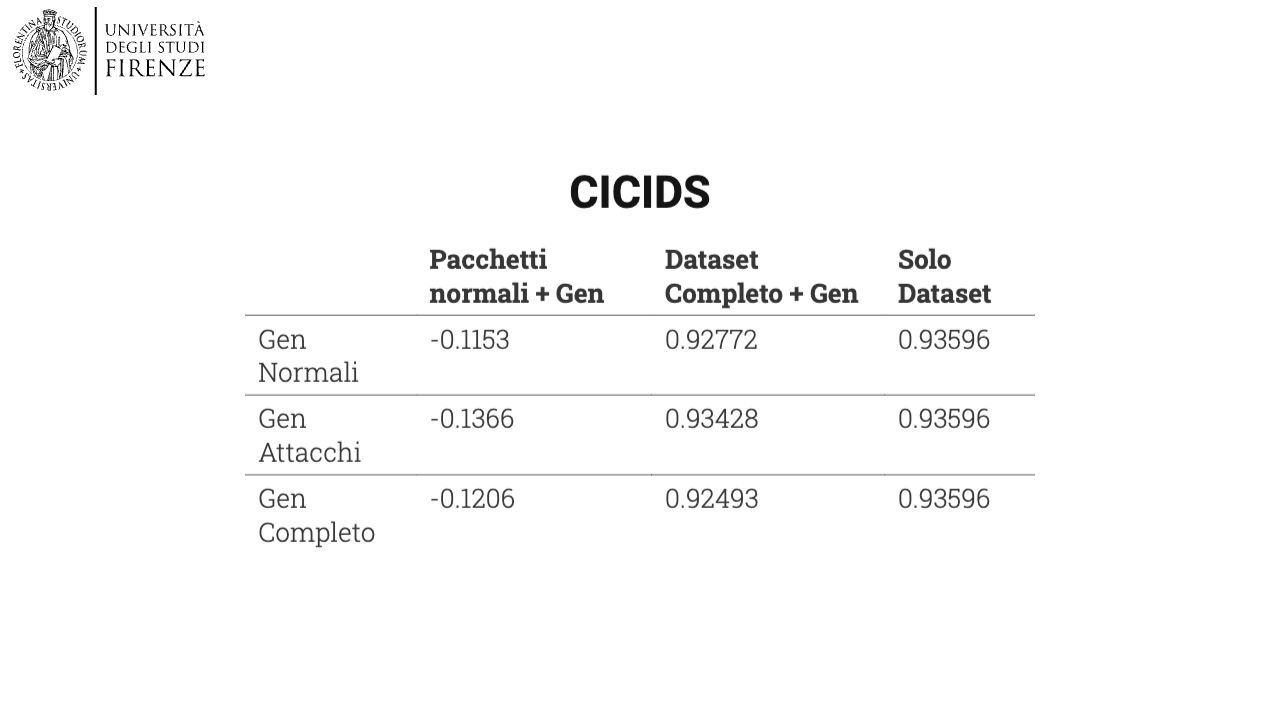 FLORENTINA STUDIORUM UNIVERSITAS
UNIVERSITÀ
DEGLI STUDI
FIRENZE
CICIDS
Pacchetti normali + Gen Dataset Completo + Gen Solo Dataset
Gen Normali -0.1153 0.92772 0.93596
Gen Attacchi -0.1366 0.93428 0.93596
Gen Completo -0.1206 0.92493 0.93596